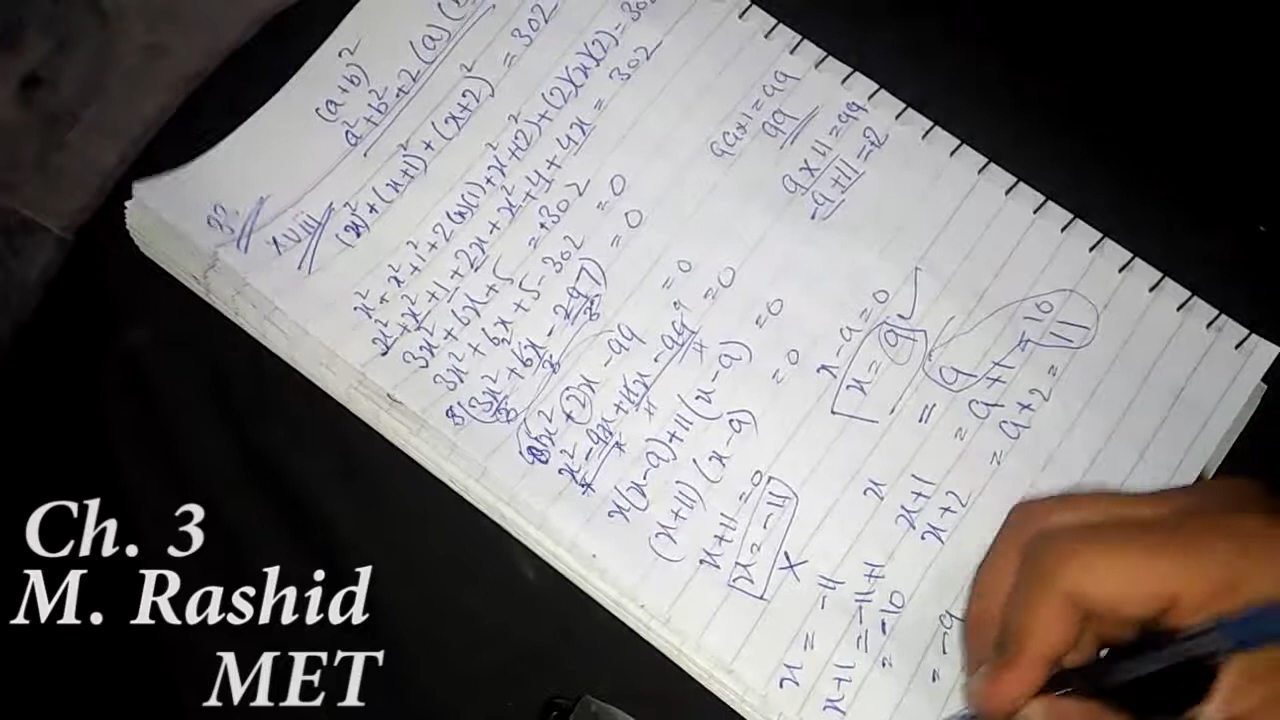 (a+b)²
a²+b²+2(a)(
32.
xviii
(x)²+(x+1)²+(x+2)² = 302
x²+x²+1²+2(x)(1)+x²+2²+(2)(x)(2)=302
x²+x²+1+2x+x²+4+4x = 302
3x²+6x+5 = +302
3x²+6x+5-302 = 0
3x²+6x-297 = 0
x²+2x-99 = 0
x²-9x+11x-99 = 0
x(x-9)+11(x-9) = 0
(x+11)(x-9) = 0
x+11=0
x=-11
x
99×1=99
99
9×11=99
-9+11=+2
x-9=0
x=9
x = 9
x+1 = 9+1=10
x+2 = 9+2=11
x = -11
x+1=-11+1
= -10
= -9
Ch. 3
M. Rashid
MET